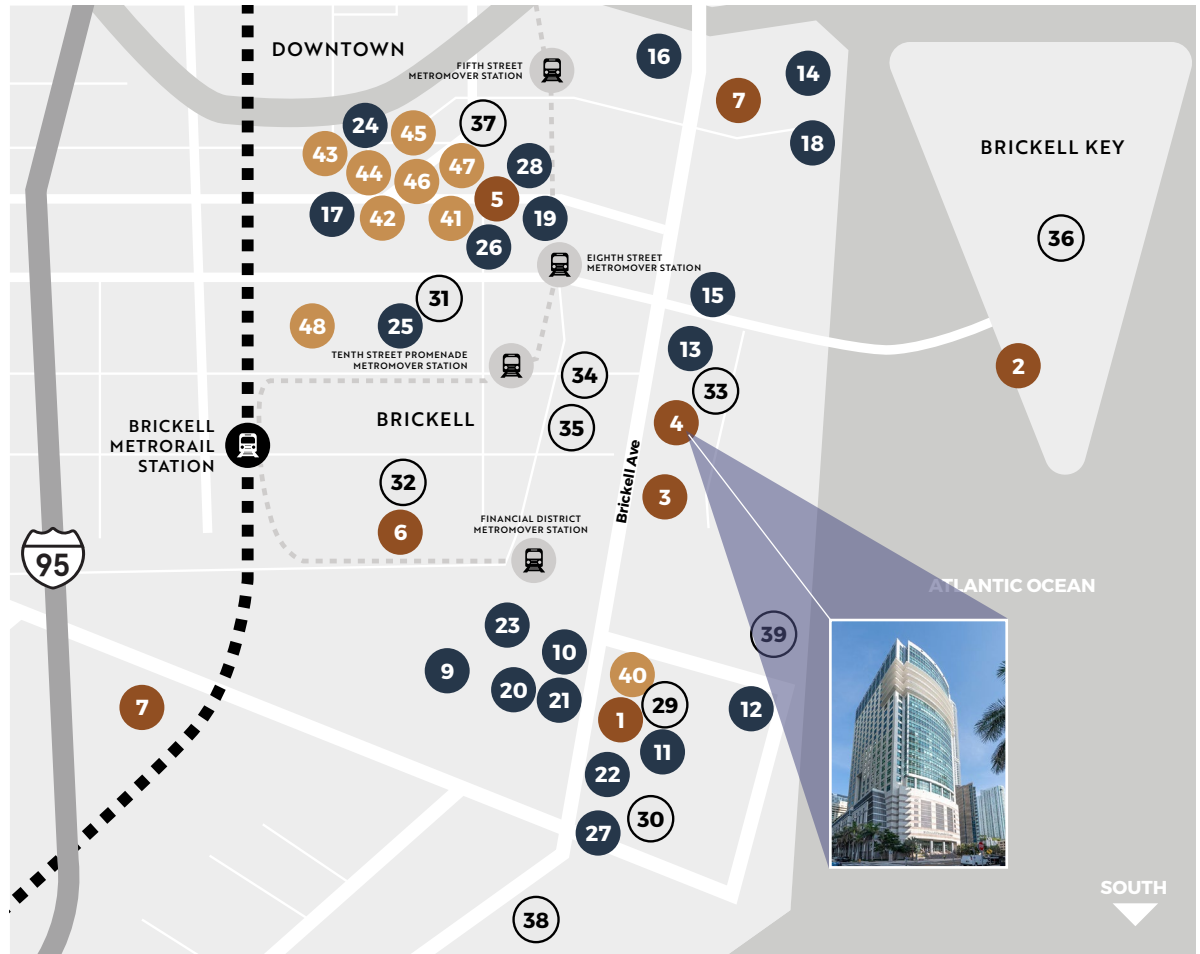 DOWNTOWN
FIFTH STREET
METROMOVER STATION
16
14
7
18
BRICKELL KEY
24
45
37
43
44
46
47
28
5
17
42
41
19
26
36
EIGHTH STREET
METROMOVER STATION
31
15
48
25
13
TENTH STREET PROMENADE
METROMOVER STATION
34
33
2
BRICKELL
4
35
BRICKELL
METRORAIL
STATION
Brickell Ave
32
3
6
FINANCIAL DISTRICT
METROMOVER STATION
95
ATLANTIC OCEAN
23
39
10
9
40
20
21
29
12
7
1
11
22
30
27
SOUTH
38